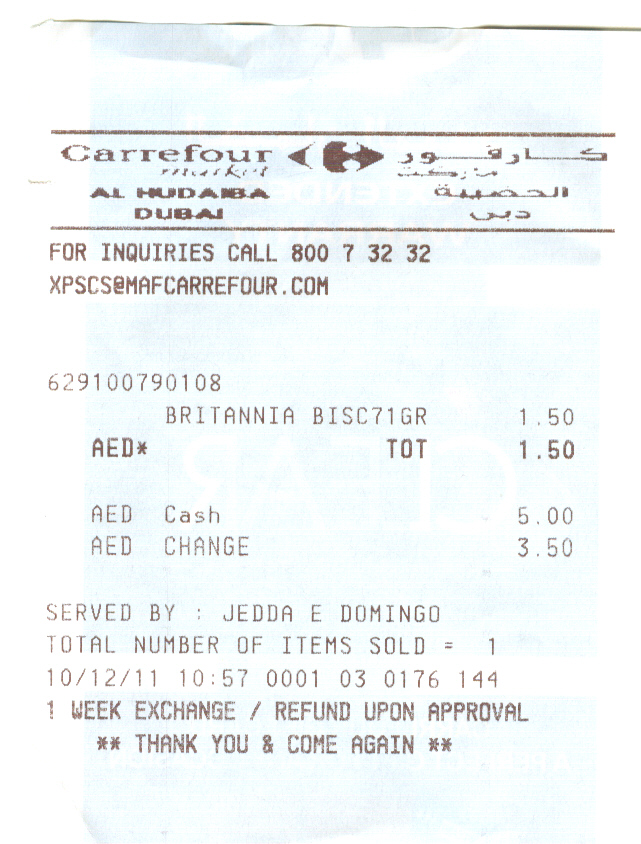 Carrefour كارفور
market ماركت
AL HUDAIBA الحضيبة
DUBAI دبي
FOR INQUIRIES CALL 800 7 32 32
XPSCS@MAFCARREFOUR.COM
629100790108
BRITANNIA BISC71GR 1.50
AED* TOT 1.50
AED Cash 5.00
AED CHANGE 3.50
SERVED BY : JEDDA E DOMINGO
TOTAL NUMBER OF ITEMS SOLD = 1
10/12/11 10:57 0001 03 0176 144
1 WEEK EXCHANGE / REFUND UPON APPROVAL
** THANK YOU & COME AGAIN **